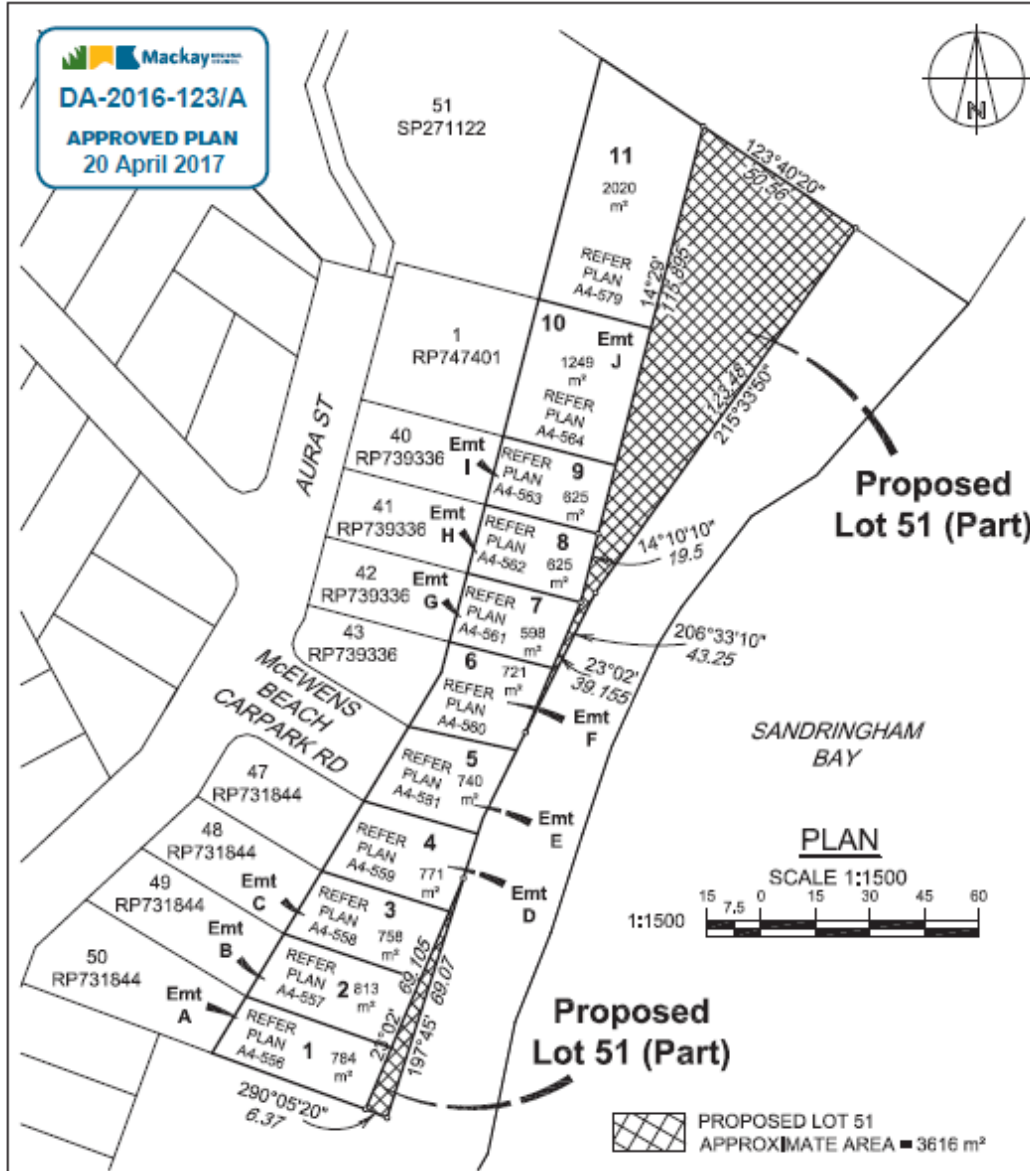 Mackay REGIONAL COUNCIL
DA-2016-123/A
APPROVED PLAN
20 April 2017
N
51
SP271122
11
2020
m²
REFER
PLAN
A4-579
123°40'20"
50.56
14°29'
115.895
10
Emt
J
1249
m²
REFER
PLAN
A4-564
1
RP747401
AURA ST
123.48
215°33'50"
Proposed
Lot 51 (Part)
40
RP739336
Emt
I
REFER
PLAN
A4-563
9
625
m²
41
RP739336
Emt
H
REFER
PLAN
A4-562
8
625
m²
14°10'10"
19.5
42
RP739336
Emt
G
REFER
PLAN
A4-561
7
598
m²
43
RP739336
206°33'10"
43.25
6
721
m²
REFER
PLAN
A4-560
23°02'
39.155
Emt
F
McEWENS
BEACH
CARPARK RD
SANDRINGHAM
BAY
5
REFER
PLAN
A4-581
740
m²
Emt
E
47
RP731844
4
REFER
PLAN
A4-559
771
m²
Emt
D
48
RP731844
Emt
C
REFER
PLAN
A4-558
3
758
m²
49
RP731844
Emt
B
REFER
PLAN
A4-557
2
813
m²
50
RP731844
Emt
A
REFER
PLAN
A4-556
1
784
m²
23°02'
69.105
197°45'
69.07
290°05'20"
6.37
PLAN
SCALE 1:1500
1:1500
15 7.5 0 15 30 45 60
Proposed
Lot 51 (Part)
PROPOSED LOT 51
APPROXIMATE AREA = 3616 m²